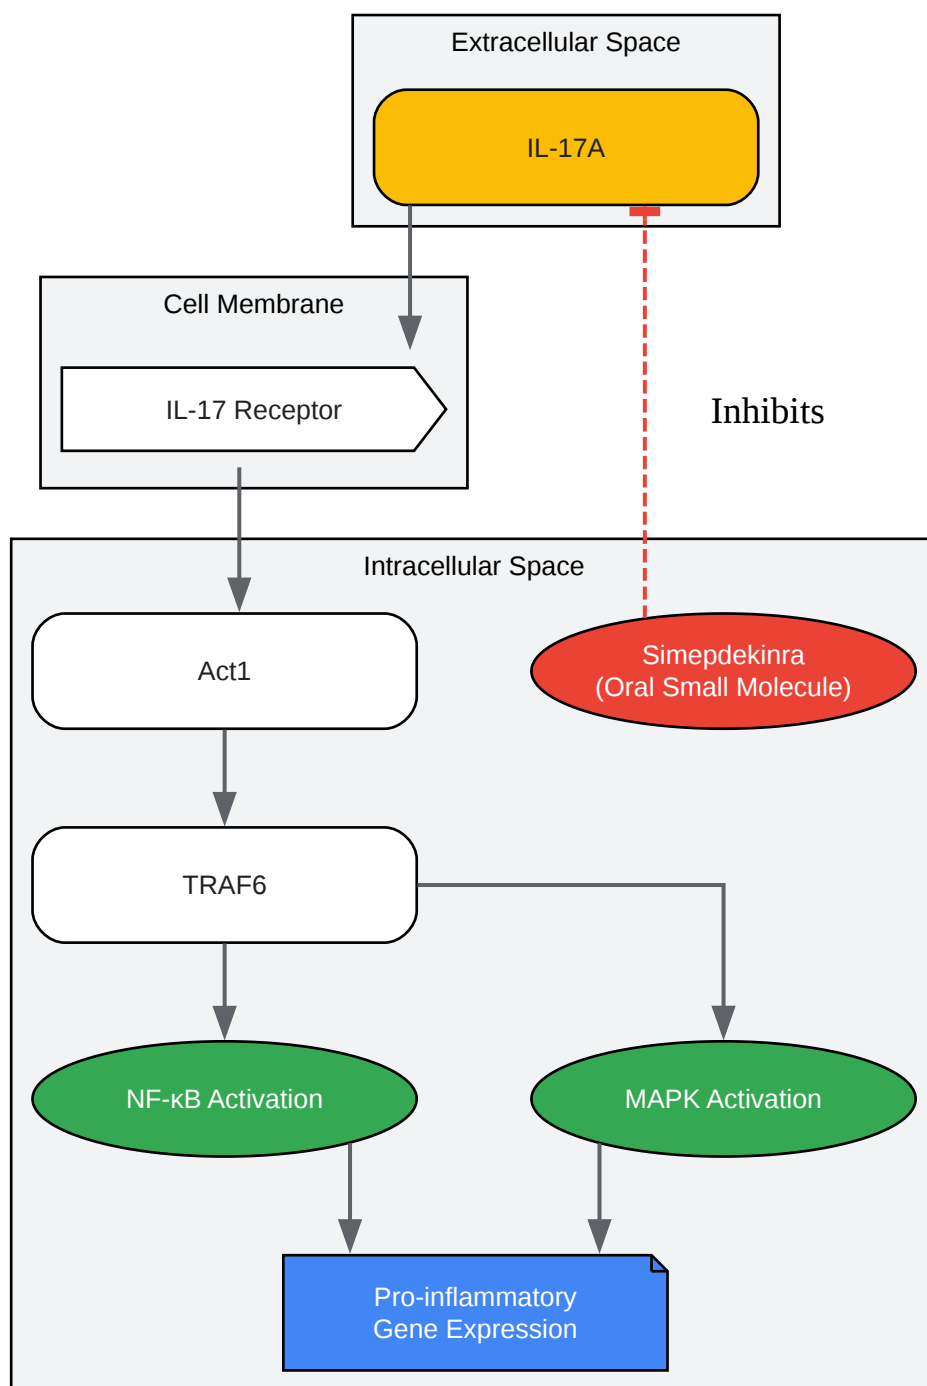 Extracellular Space
IL-17A
Cell Membrane
IL-17 Receptor
Inhibits
Intracellular Space
Act1
Simepdekinra
(Oral Small Molecule)
TRAF6
NF-κB Activation
MAPK Activation
Pro-inflammatory
Gene Expression